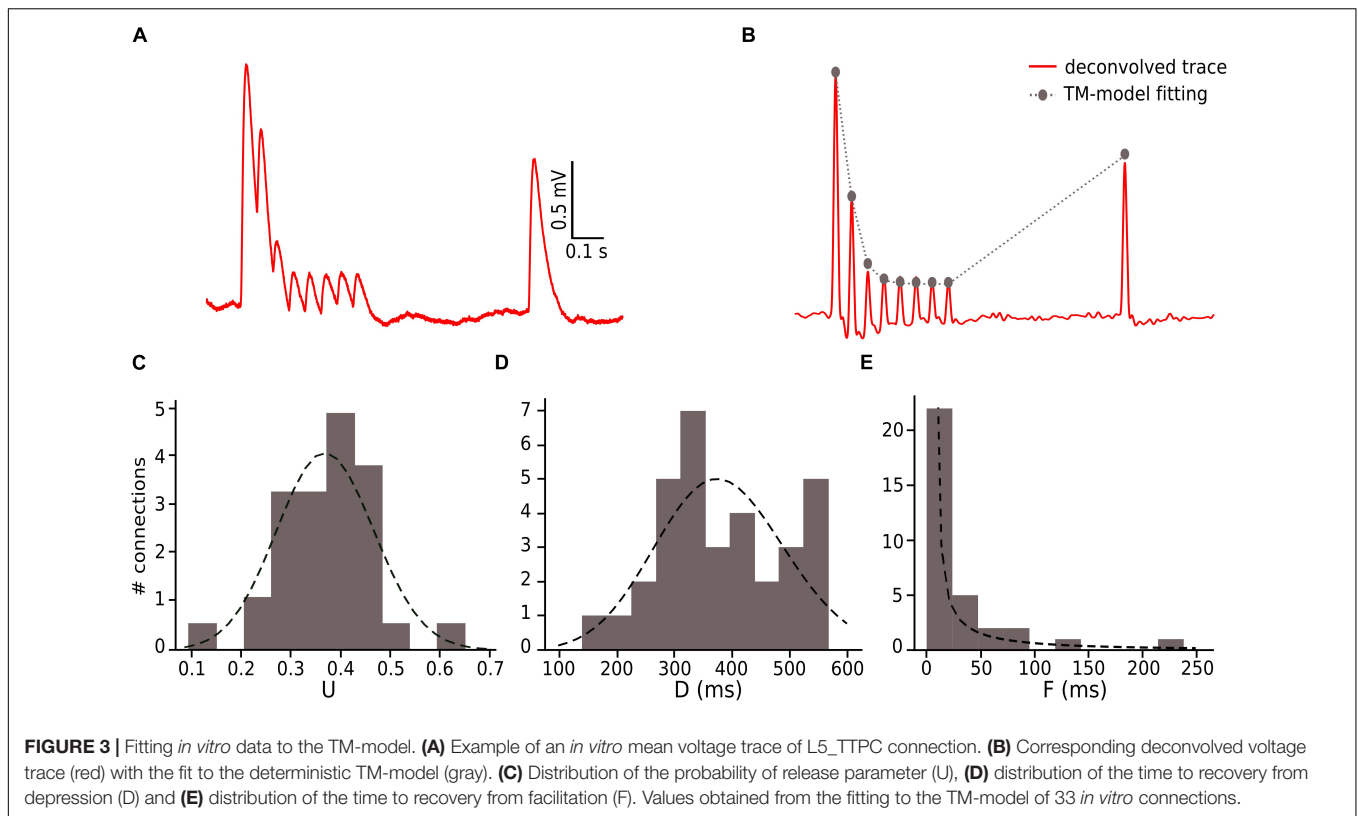 A
B
deconvolved trace
TM-model fitting
0.5 mV
0.1 s
C
D
E
# connections
5
4
3
2
1
0
0.1 0.2 0.3 0.4 0.5 0.6 0.7
U
7
6
5
4
3
2
1
0
100 200 300 400 500 600
D (ms)
20
15
10
5
0
0 50 100 150 200 250
F (ms)
FIGURE 3 | Fitting in vitro data to the TM-model. (A) Example of an in vitro mean voltage trace of L5_TTPC connection. (B) Corresponding deconvolved voltage
trace (red) with the fit to the deterministic TM-model (gray). (C) Distribution of the probability of release parameter (U), (D) distribution of the time to recovery from
depression (D) and (E) distribution of the time to recovery from facilitation (F). Values obtained from the fitting to the TM-model of 33 in vitro connections.